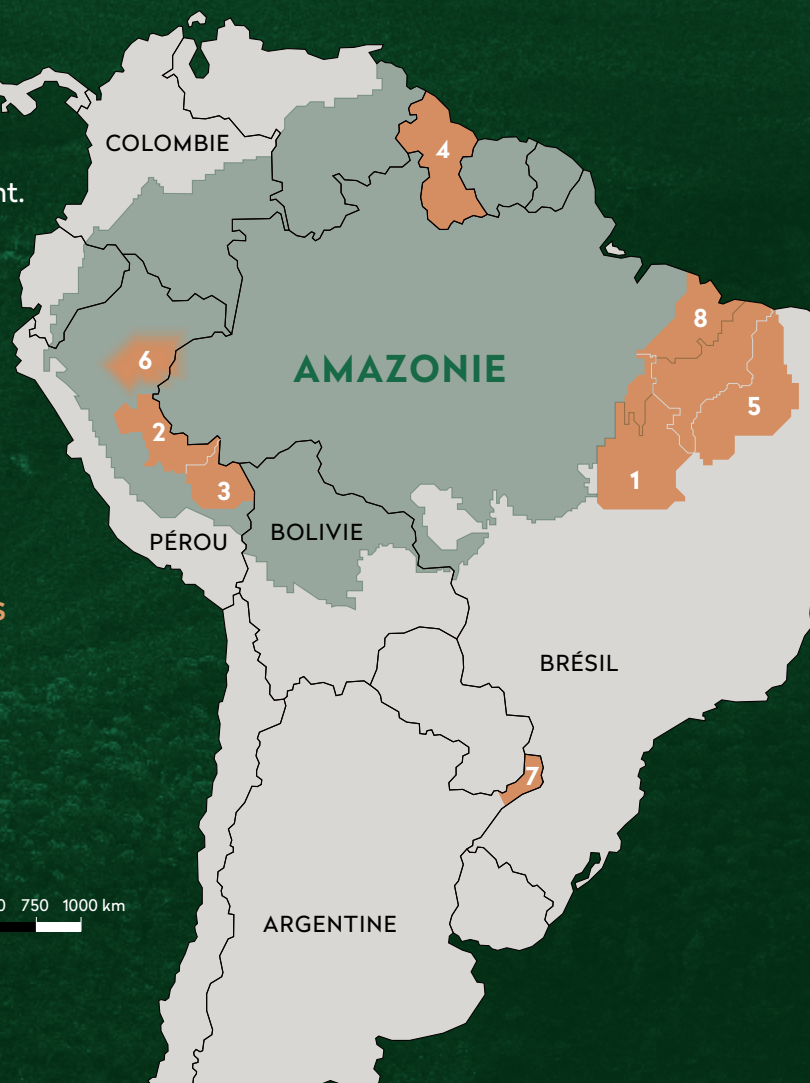 COLOMBIE
4
nt.
8
6
AMAZONIE
5
2
1
3
PÉROU
BOLIVIE
s
BRÉSIL
7
0 750 1000 km
ARGENTINE